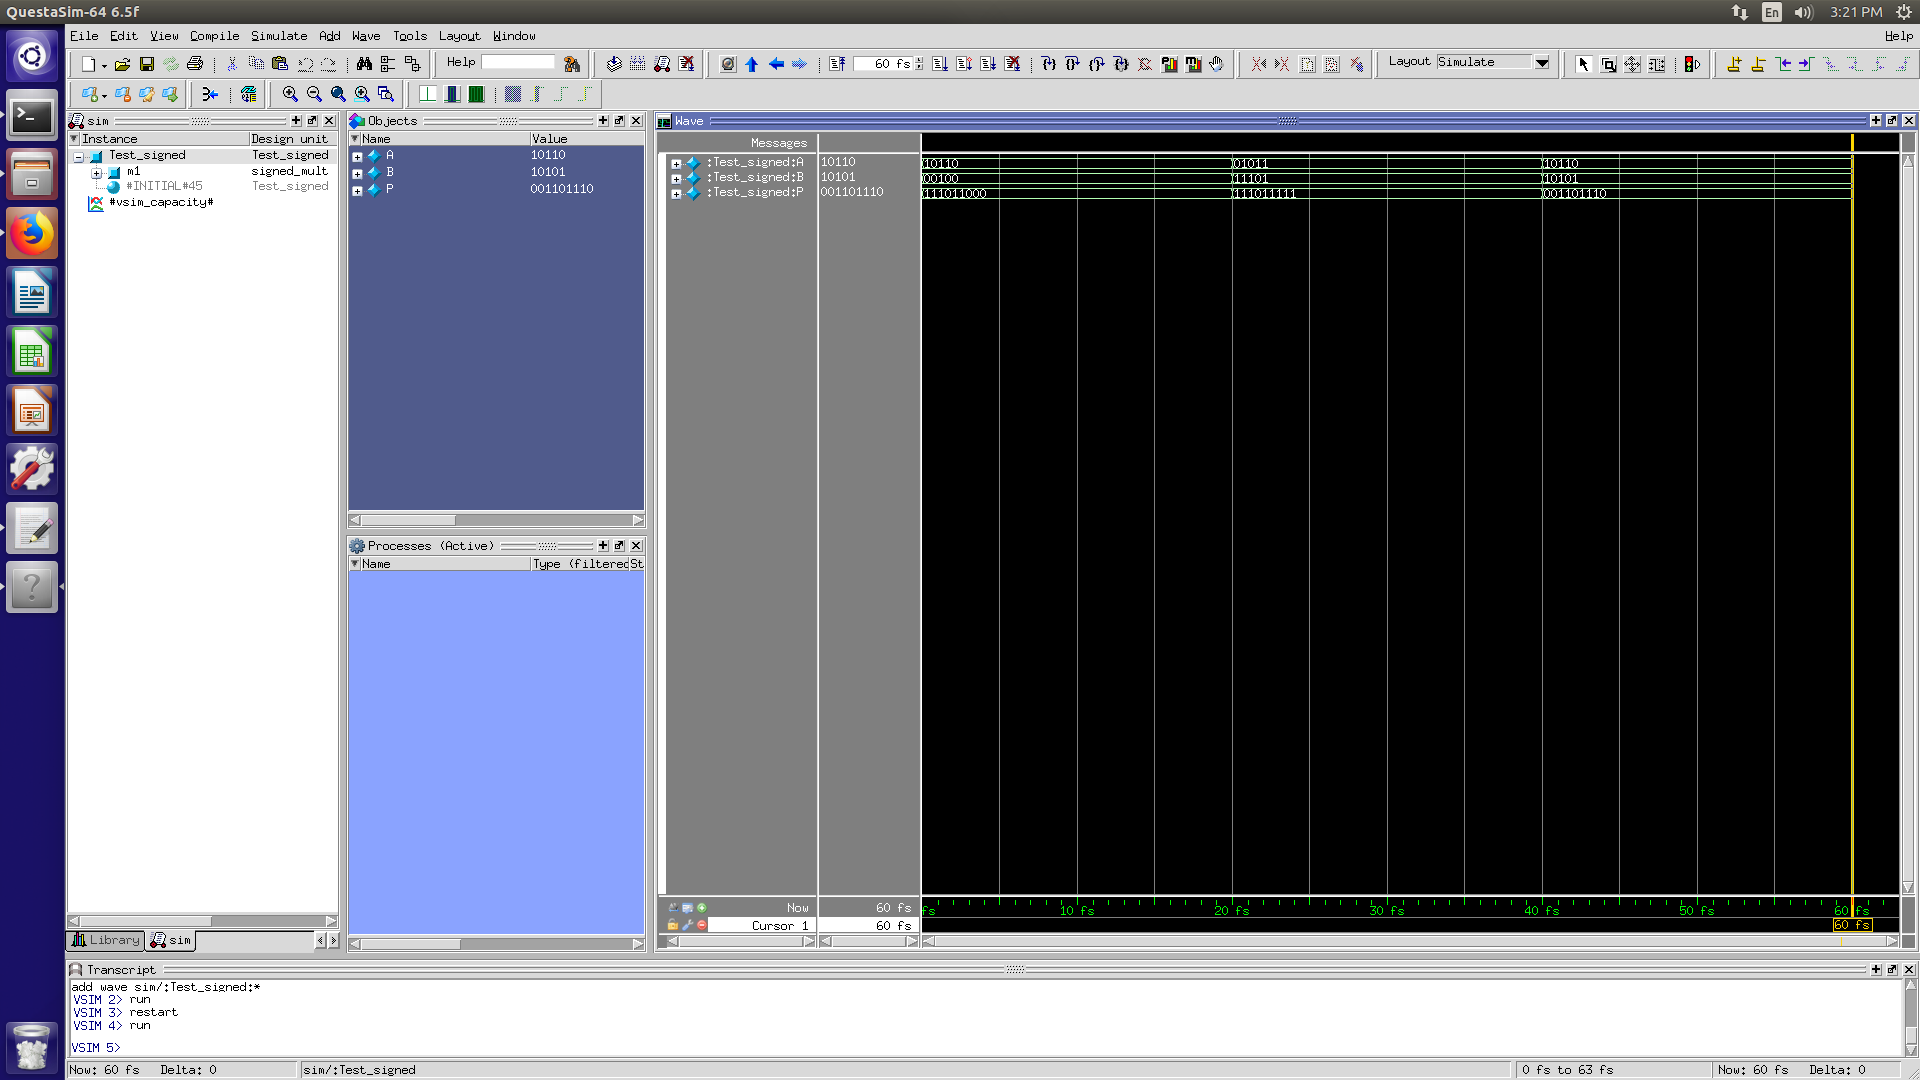 QuestaSim-64 6.5f
En
3:21 PM
File Edit View Compile Simulate Add Wave Tools Layout Window
Help
Help
60 fs
Layout Simulate
sim
Instance
Design unit
Test_signed
Test_signed
m1
signed_mult
#INITIAL#45
Test_signed
#vsim_capacity#
Library
sim
Objects
Name
Value
A
10110
B
10101
P
001101110
Processes (Active)
Name
Type (filtered
St
Wave
Messages
:Test_signed:A
10110
10110
01011
10110
:Test_signed:B
10101
00100
11101
10101
:Test_signed:P
001101110
111011000
111011111
001101110
Now
60 fs
fs
10 fs
20 fs
30 fs
40 fs
50 fs
60 fs
Cursor 1
60 fs
60 fs
Transcript
add wave sim/:Test_signed:*
VSIM 2> run
VSIM 3> restart
VSIM 4> run
VSIM 5>
Now: 60 fs Delta: 0
sim/:Test_signed
0 fs to 63 fs
Now: 60 fs Delta: 0